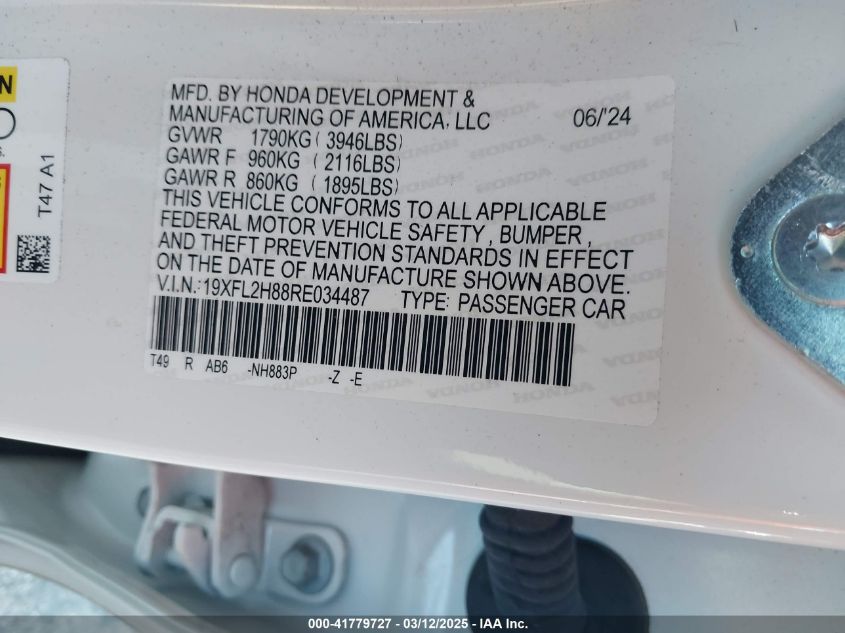 N
s.
T47 A1
MFD. BY HONDA DEVELOPMENT &
MANUFACTURING OF AMERICA, LLC 06/'24
GVWR 1790KG ( 3946LBS)
GAWR F 960KG ( 2116LBS)
GAWR R 860KG ( 1895LBS)
THIS VEHICLE CONFORMS TO ALL APPLICABLE
FEDERAL MOTOR VEHICLE SAFETY, BUMPER,
AND THEFT PREVENTION STANDARDS IN EFFECT
ON THE DATE OF MANUFACTURE SHOWN ABOVE.
V.I.N.:19XFL2H88RE034487 TYPE: PASSENGER CAR
T49 R AB6 -NH883P -Z -E
000-41779727 - 03/12/2025 - IAA Inc.